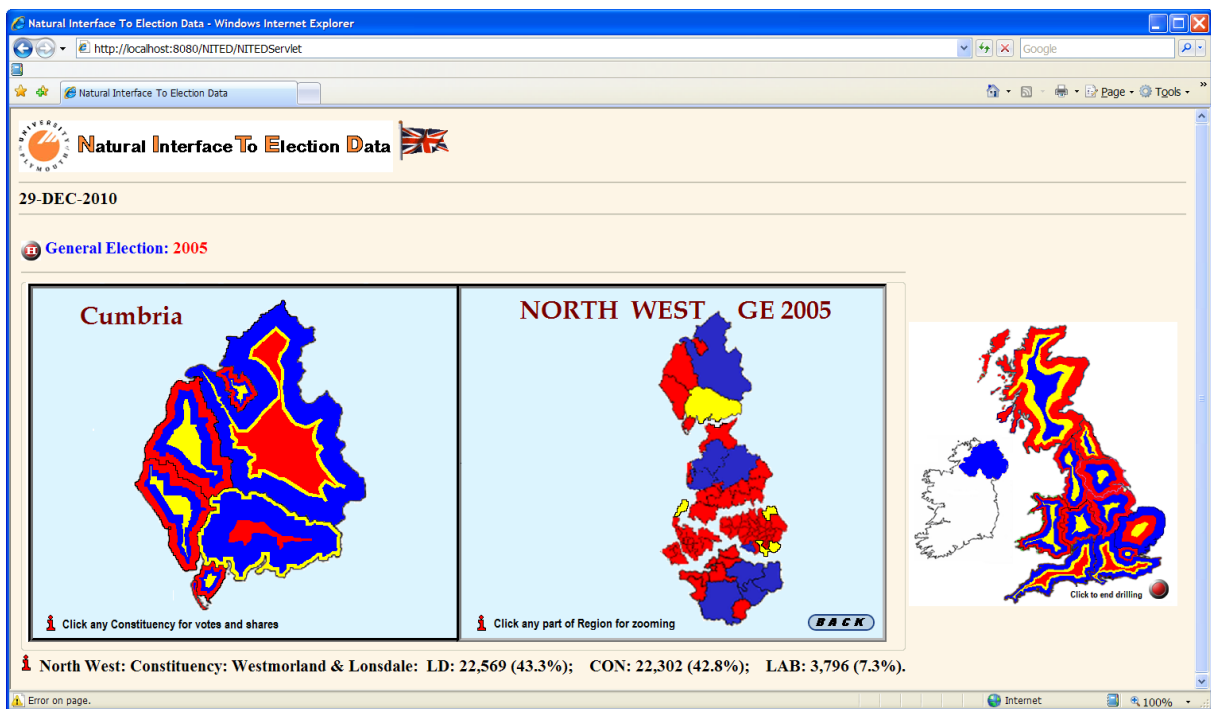 Natural Interface To Election Data - Windows Internet Explorer
http://localhost:8080/NITED/NITEDServlet
Google
Natural Interface To Election Data
Page
Tools
»
UNIVERSITY PLYMOUTH
Natural Interface To Election Data
29-DEC-2010
H General Election: 2005
Cumbria
NORTH WEST GE 2005
Click to end drilling
i Click any Constituency for votes and shares
i Click any part of Region for zooming
BACK
i North West: Constituency: Westmorland & Lonsdale: LD: 22,569 (43.3%); CON: 22,302 (42.8%); LAB: 3,796 (7.3%).
Error on page.
Internet
100%